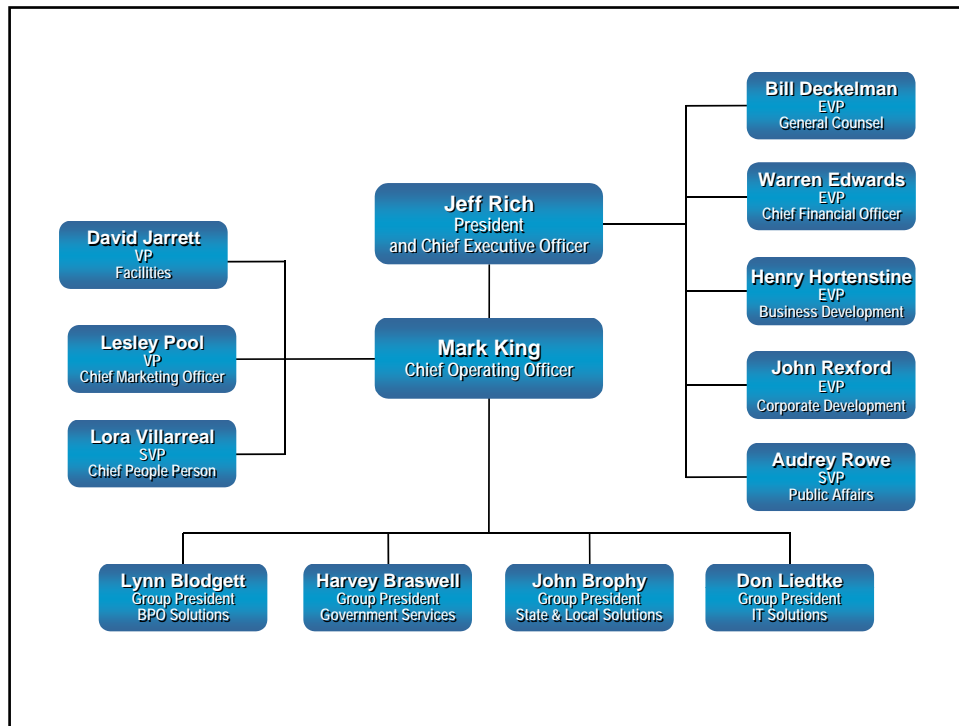 Bill Deckelman
EVP
General Counsel
Jeff Rich
President
and Chief Executive Officer
Warren Edwards
EVP
Chief Financial Officer
David Jarrett
VP
Facilities
Henry Hortenstine
EVP
Business Development
Lesley Pool
VP
Chief Marketing Officer
Mark King
Chief Operating Officer
John Rexford
EVP
Corporate Development
Lora Villarreal
SVP
Chief People Person
Audrey Rowe
SVP
Public Affairs
Lynn Blodgett
Group President
BPO Solutions
Harvey Braswell
Group President
Government Services
John Brophy
Group President
State & Local Solutions
Don Liedtke
Group President
IT Solutions